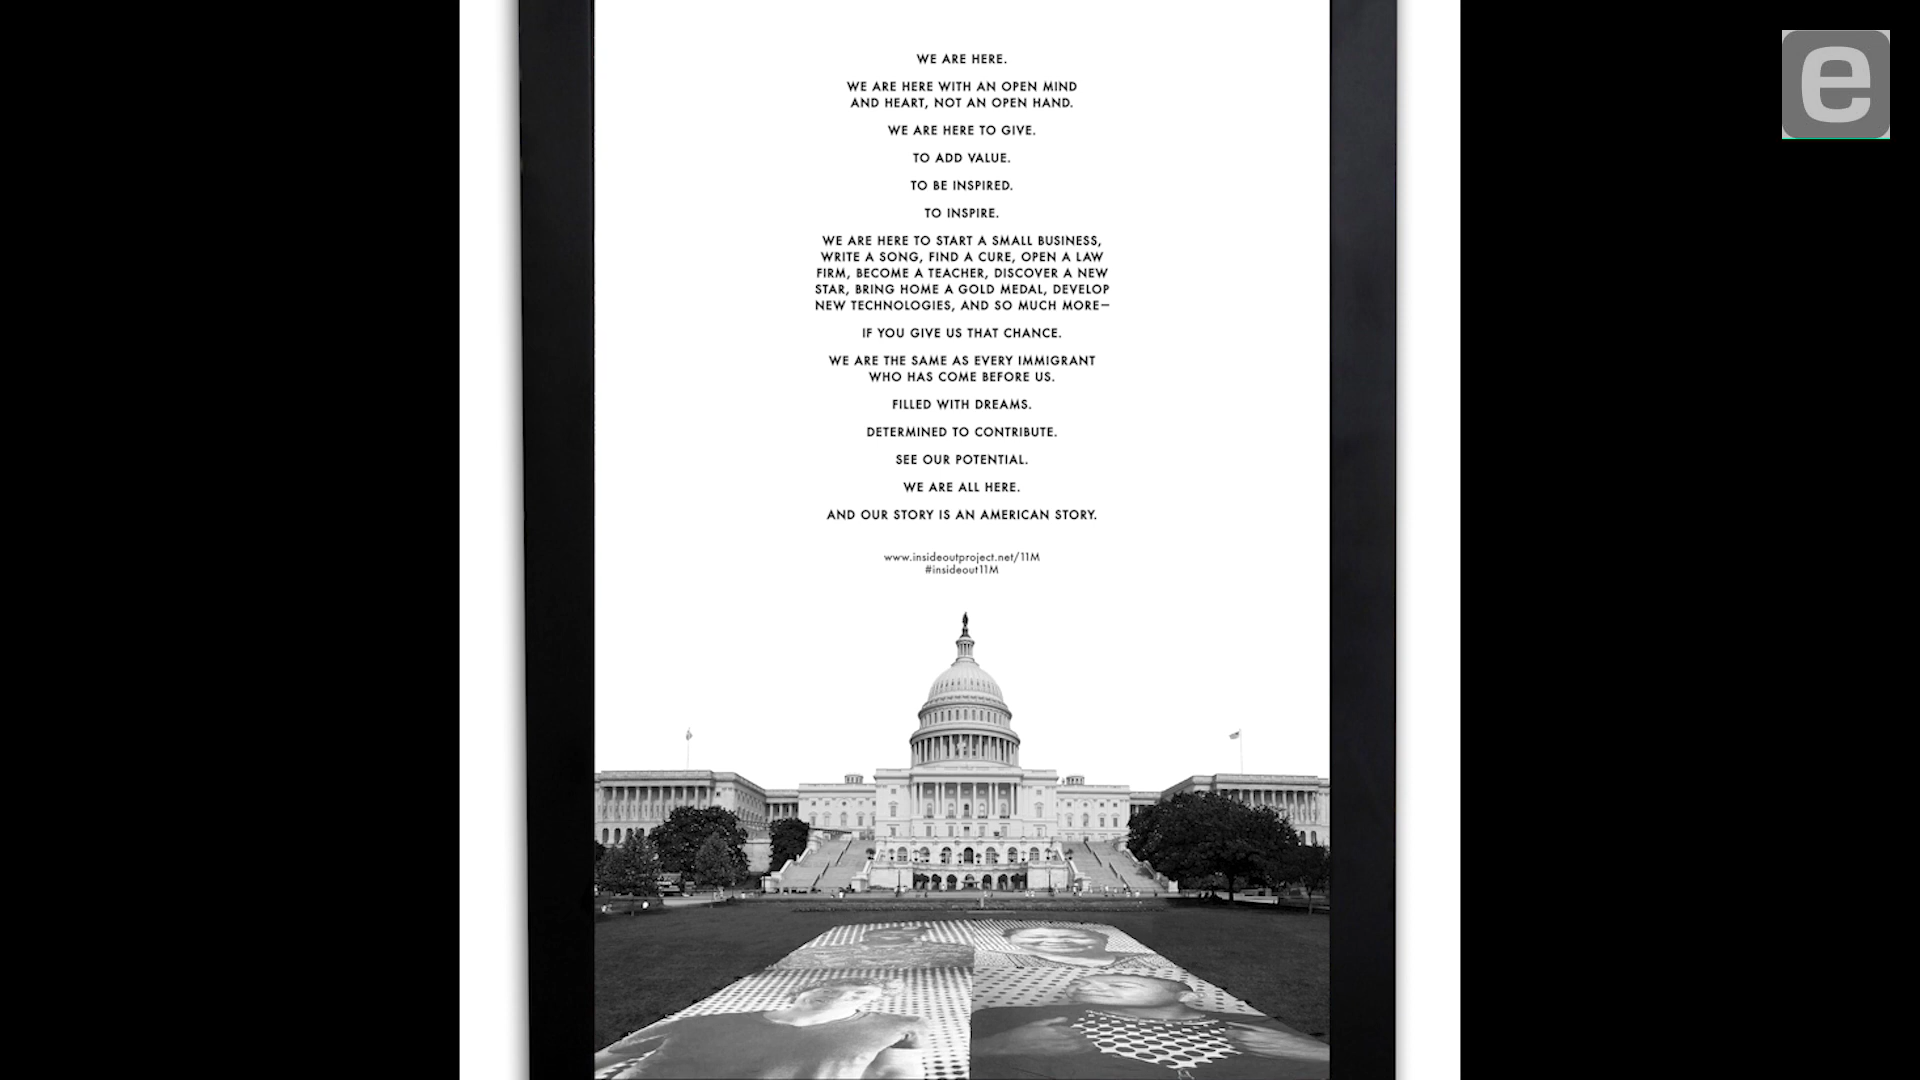 e
WE ARE HERE.
WE ARE HERE WITH AN OPEN MIND
AND HEART, NOT AN OPEN HAND.
WE ARE HERE TO GIVE.
TO ADD VALUE.
TO BE INSPIRED.
TO INSPIRE.
WE ARE HERE TO START A SMALL BUSINESS,
WRITE A SONG, FIND A CURE, OPEN A LAW
FIRM, BECOME A TEACHER, DISCOVER A NEW
STAR, BRING HOME A GOLD MEDAL, DEVELOP
NEW TECHNOLOGIES, AND SO MUCH MORE—
IF YOU GIVE US THAT CHANCE.
WE ARE THE SAME AS EVERY IMMIGRANT
WHO HAS COME BEFORE US.
FILLED WITH DREAMS.
DETERMINED TO CONTRIBUTE.
SEE OUR POTENTIAL.
WE ARE ALL HERE.
AND OUR STORY IS AN AMERICAN STORY.
www.insideoutproject.net/11M
#insideout11M